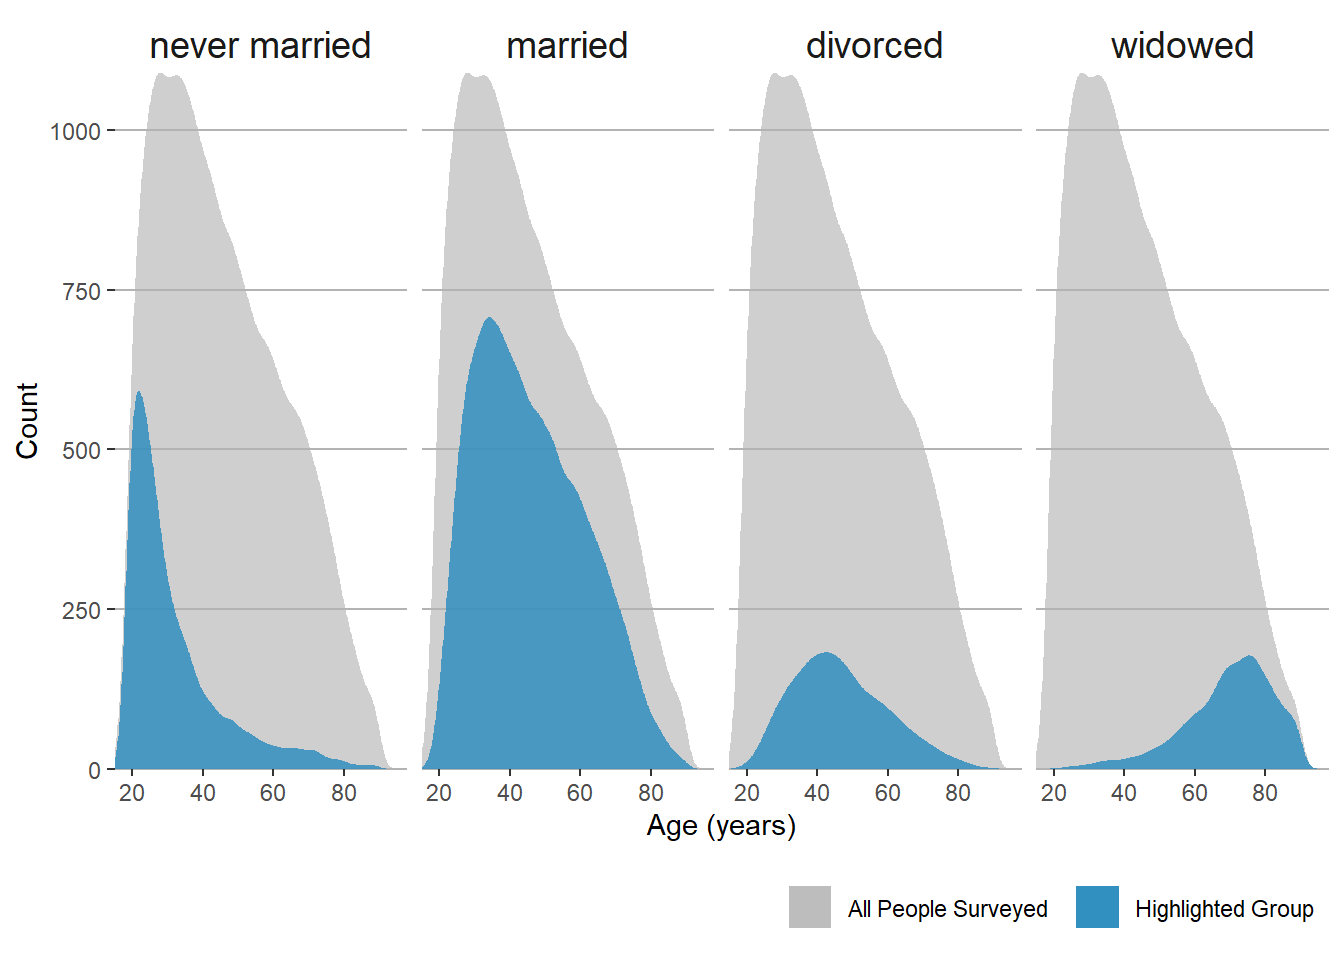 never married married divorced widowed
1000
750
500
250
0
Count
20 40 60 80 20 40 60 80 20 40 60 80 20 40 60 80
Age (years)
All People Surveyed Highlighted Group